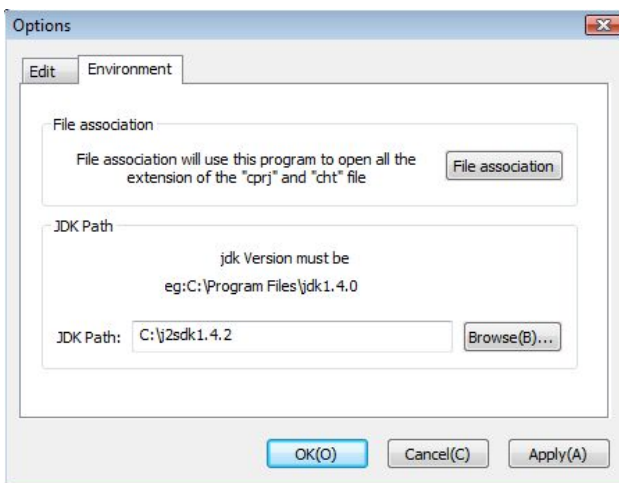 Options
Edit
Environment
File association
File association will use this program to open all the
extension of the "cprj" and "cht" file
File association
JDK Path
jdk Version must be
eg:C:\Program Files\jdk1.4.0
JDK Path:
C:\j2sdk1.4.2
Browse(B)...
OK(O)
Cancel(C)
Apply(A)